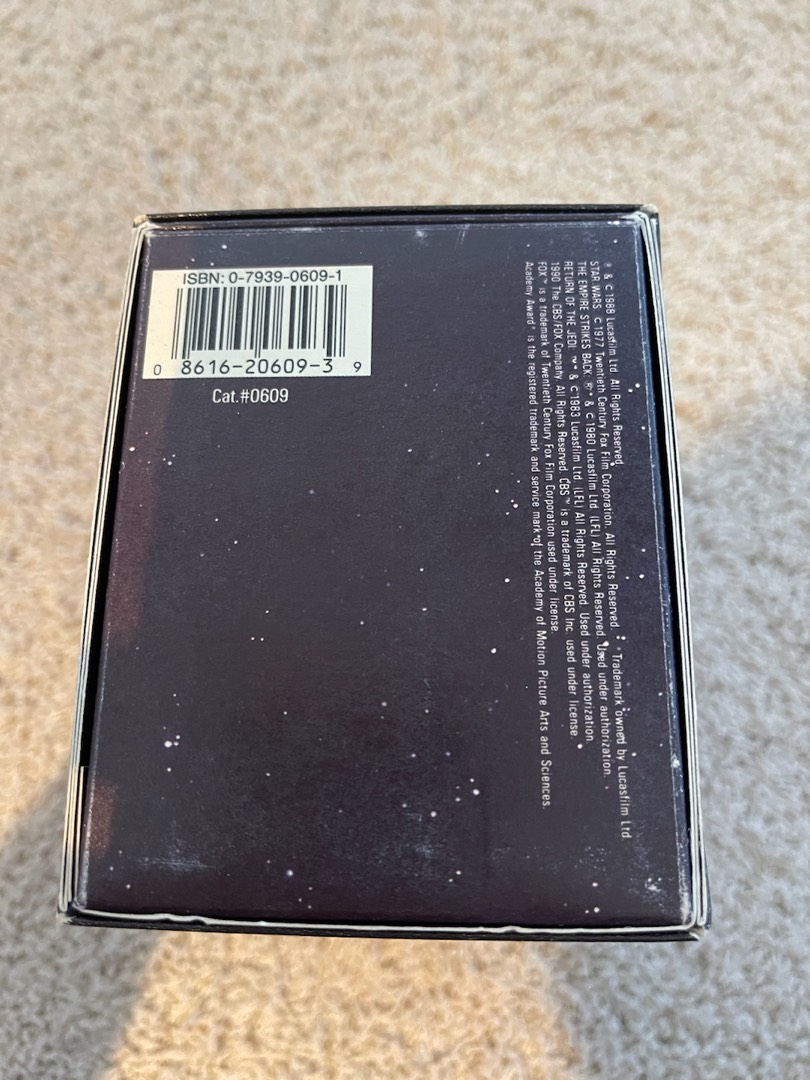 ISBN: 0-7939-0609-1
0 8616-20609-3 9
Cat.#0609
® & © 1988 Lucasfilm Ltd. All Rights Reserved.
STAR WARS: © 1977 Twentieth Century Fox Film Corporation. All Rights Reserved. * Trademark owned by Lucasfilm Ltd.
THE EMPIRE STRIKES BACK: ®* & © 1980 Lucasfilm Ltd. (LFL) All Rights Reserved. Used under authorization.
RETURN OF THE JEDI: ™* & © 1983 Lucasfilm Ltd. (LFL) All Rights Reserved. Used under authorization.
1990 The CBS/FOX Company. All Rights Reserved. CBS™ is a trademark of CBS Inc. used under license.
FOX™ is a trademark of Twentieth Century Fox Film Corporation used under license.
Academy Award® is the registered trademark and service mark of the Academy of Motion Picture Arts and Sciences.